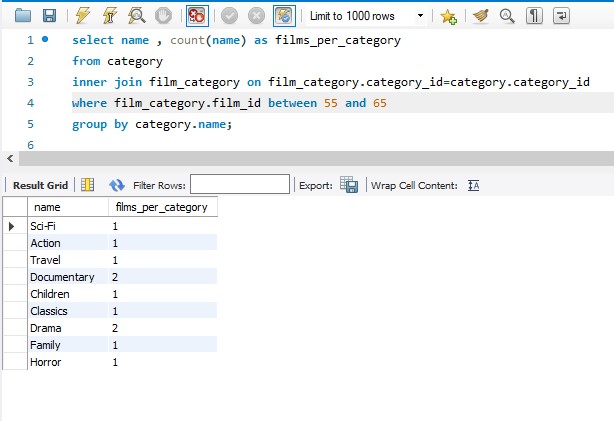 Limit to 1000 rows
1 select name , count(name) as films_per_category
2 from category
3 inner join film_category on film_category.category_id=category.category_id
4 where film_category.film_id between 55 and 65
5 group by category.name;
6
Result Grid Filter Rows: Export: Wrap Cell Content: IA
name films_per_category
Sci-Fi 1
Action 1
Travel 1
Documentary 2
Children 1
Classics 1
Drama 2
Family 1
Horror 1